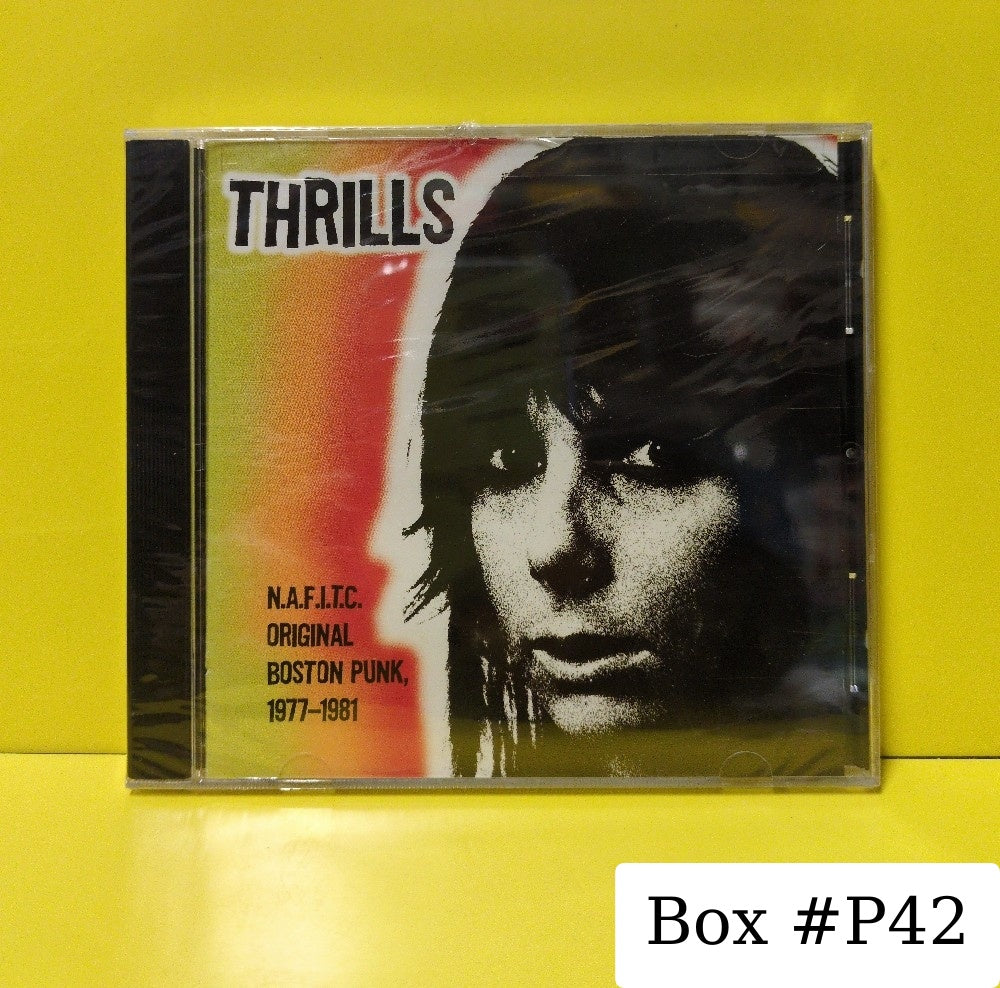 THRILLS
N.A.F.I.T.C.
ORIGINAL
BOSTON PUNK,
1977–1981
Box #P42